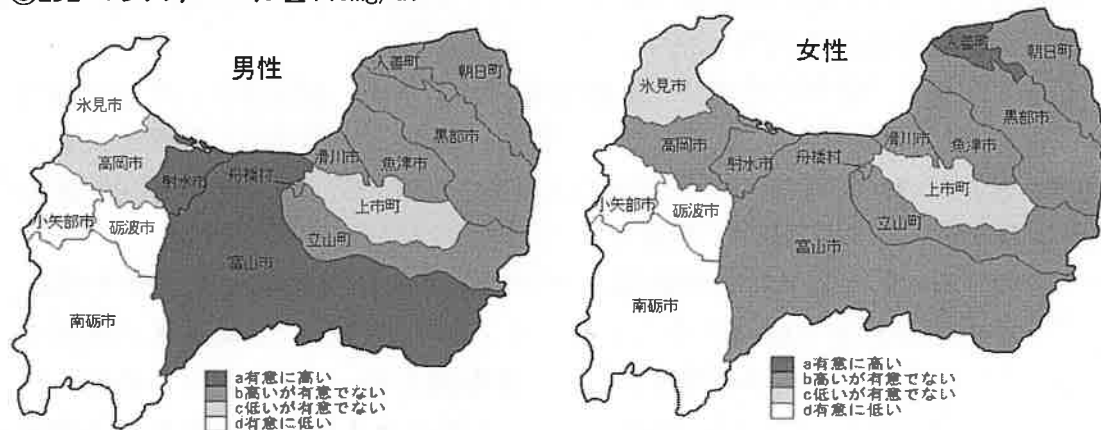 男性
氷見市
高岡市
射水市
舟橋村
滑川市
魚津市
入善町
朝日町
黒部市
上市町
立山町
小矢部市
砺波市
富山市
南砺市
a有意に高い
b高いが有意でない
c低いが有意でない
d有意に低い
女性
氷見市
高岡市
射水市
舟橋村
滑川市
魚津市
入善町
朝日町
黒部市
上市町
立山町
小矢部市
砺波市
富山市
南砺市
a有意に高い
b高いが有意でない
c低いが有意でない
d有意に低い